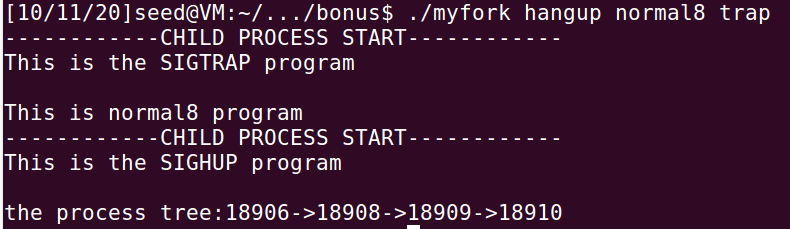 [10/11/20]seed@VM:~/.../bonus$ ./myfork hangup normal8 trap
------------CHILD PROCESS START------------
This is the SIGTRAP program
This is normal8 program
------------CHILD PROCESS START------------
This is the SIGHUP program
the process tree:18906->18908->18909->18910